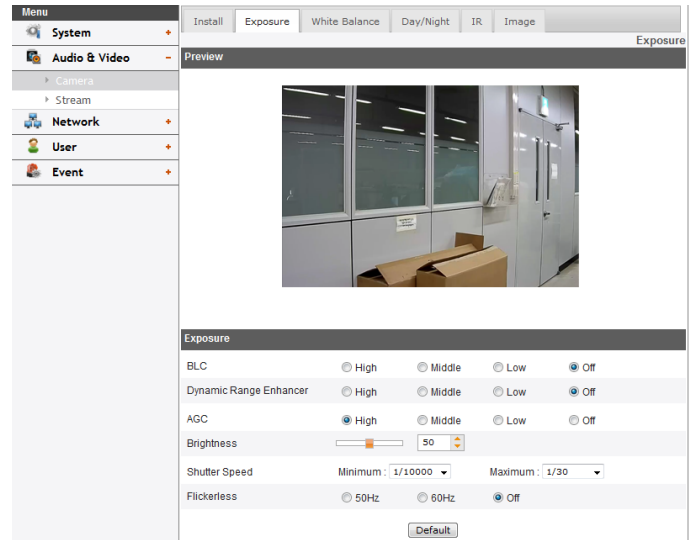 Menu
System
Audio & Video
Camera
Stream
Network
User
Event
Install Exposure White Balance Day/Night IR Image
Exposure
Preview
Exposure
BLC High Middle Low Off
Dynamic Range Enhancer High Middle Low Off
AGC High Middle Low Off
Brightness 50
Shutter Speed Minimum : 1/10000 Maximum : 1/30
Flickerless 50Hz 60Hz Off
Default